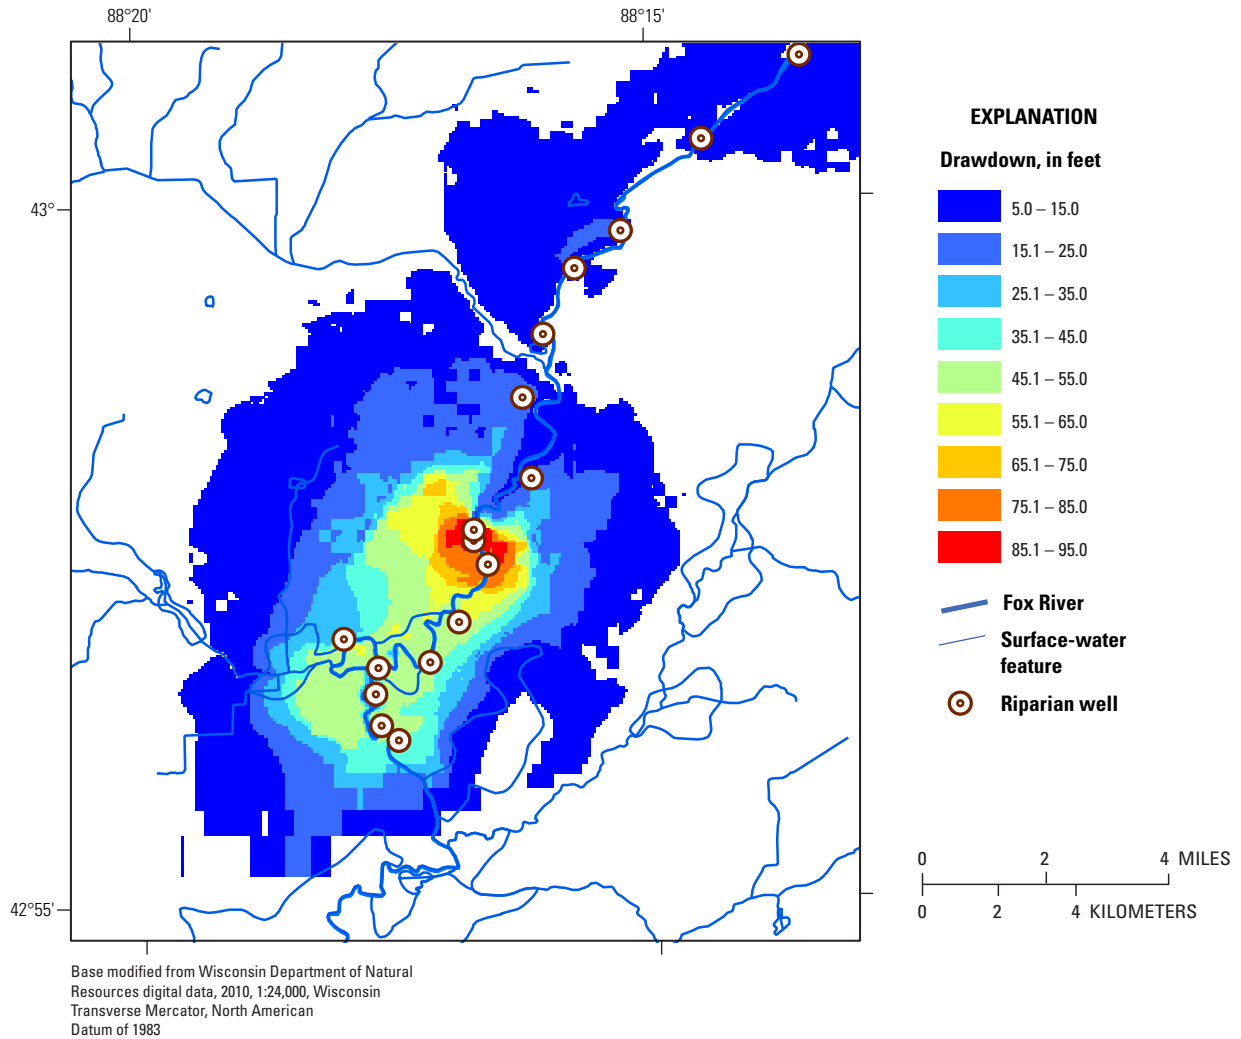 88°20'
88°15'
43°
42°55'
EXPLANATION
Drawdown, in feet
5.0 – 15.0
15.1 – 25.0
25.1 – 35.0
35.1 – 45.0
45.1 – 55.0
55.1 – 65.0
65.1 – 75.0
75.1 – 85.0
85.1 – 95.0
Fox River
Surface-water
feature
Riparian well
0 2 4 MILES
0 2 4 KILOMETERS
Base modified from Wisconsin Department of Natural
Resources digital data, 2010, 1:24,000, Wisconsin
Transverse Mercator, North American
Datum of 1983